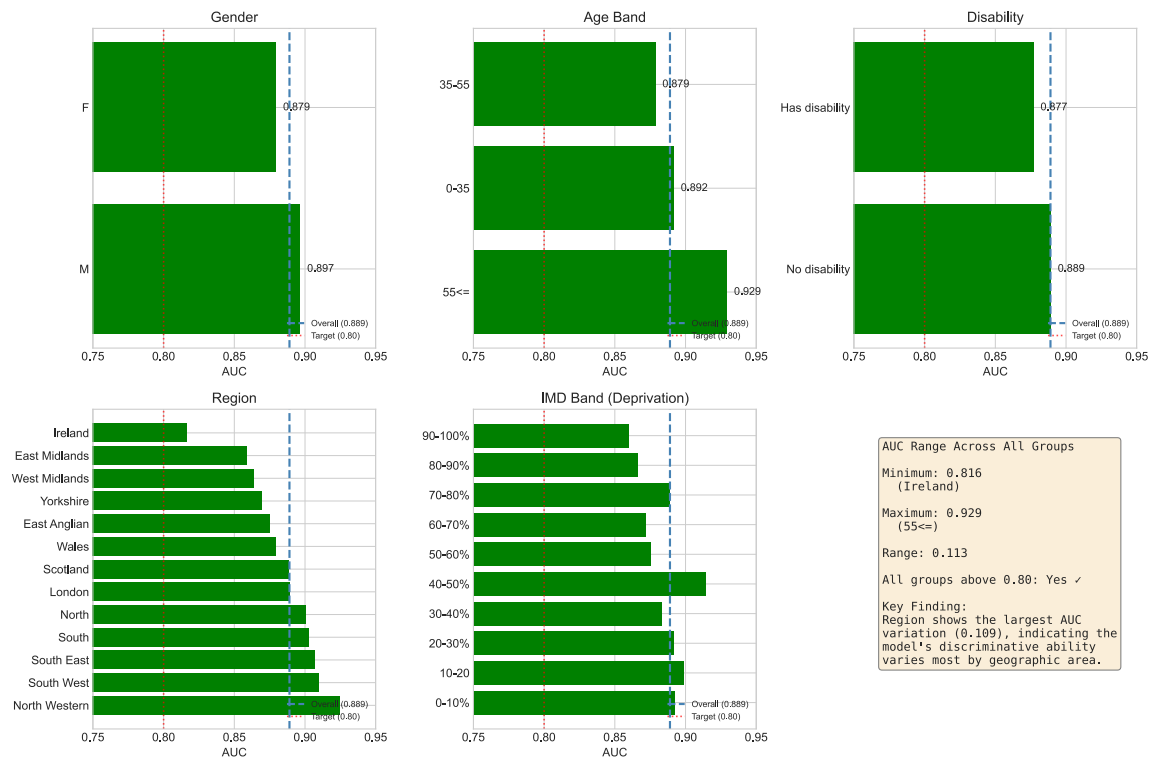 Gender
F
M
0.879
0.897
Overall (0.889)
Target (0.80)
0.75 0.80 0.85 0.90 0.95
AUC
Age Band
35-55
0-35
55<=
0.879
0.892
0.929
Overall (0.889)
Target (0.80)
0.75 0.80 0.85 0.90 0.95
AUC
Disability
Has disability
No disability
0.877
0.889
Overall (0.889)
Target (0.80)
0.75 0.80 0.85 0.90 0.95
AUC
Region
Ireland
East Midlands
West Midlands
Yorkshire
East Anglian
Wales
Scotland
London
North
South
South East
South West
North Western
Overall (0.889)
Target (0.80)
0.75 0.80 0.85 0.90 0.95
AUC
IMD Band (Deprivation)
90-100%
80-90%
70-80%
60-70%
50-60%
40-50%
30-40%
20-30%
10-20
0-10%
Overall (0.889)
Target (0.80)
0.75 0.80 0.85 0.90 0.95
AUC
AUC Range Across All Groups
Minimum: 0.816
(Ireland)
Maximum: 0.929
(55<=)
Range: 0.113
All groups above 0.80: Yes ✓
Key Finding:
Region shows the largest AUC
variation (0.109), indicating the
model's discriminative ability
varies most by geographic area.